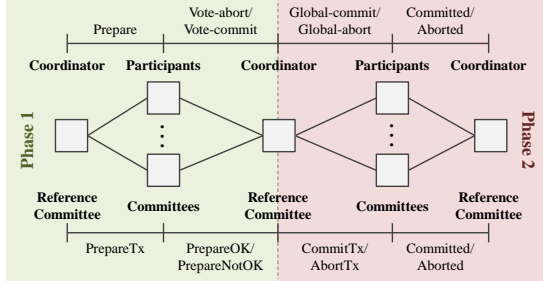 Vote-abort/ Global-commit/ Committed/
Prepare Vote-commit Global-abort Aborted
Coordinator Participants Coordinator Participants Coordinator
Phase 1
Phase 2
Reference Committees Reference Committees Reference
Committee Committee Committee
PrepareTx PrepareOK/ CommitTx/ Committed/
PrepareNotOK AbortTx Aborted